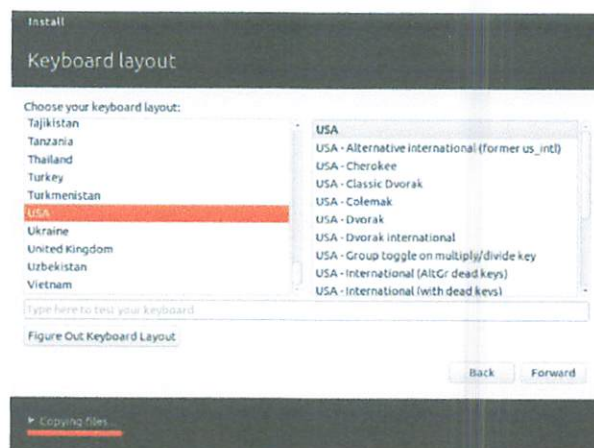 Install
Keyboard layout
Choose your keyboard layout:
Tajikistan
Tanzania
Thailand
Turkey
Turkmenistan
USA
Ukraine
United Kingdom
Uzbekistan
Vietnam
USA
USA - Alternative international (former us_intl)
USA - Cherokee
USA - Classic Dvorak
USA - Colemak
USA - Dvorak
USA - Dvorak international
USA - Group toggle on multiply/divide key
USA - International (AltGr dead keys)
USA - International (with dead keys)
Type here to test your keyboard
Figure Out Keyboard Layout
Back Forward
Copying files...